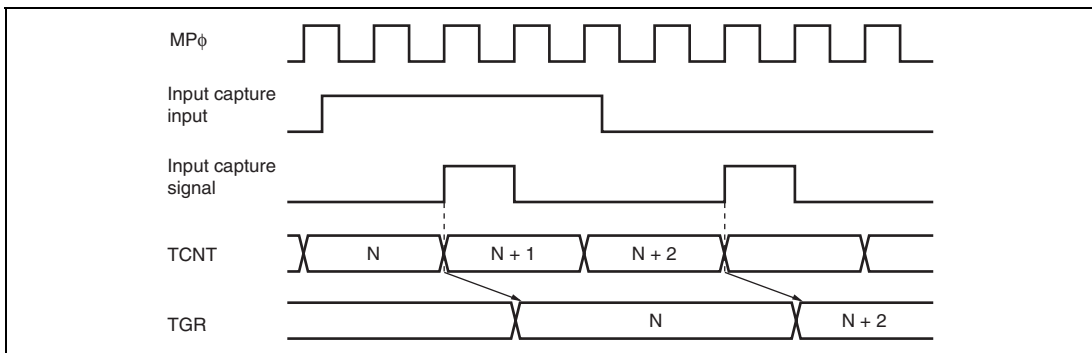 MPϕ
Input capture
input
Input capture
signal
TCNT
N
N + 1
N + 2
TGR
N
N + 2